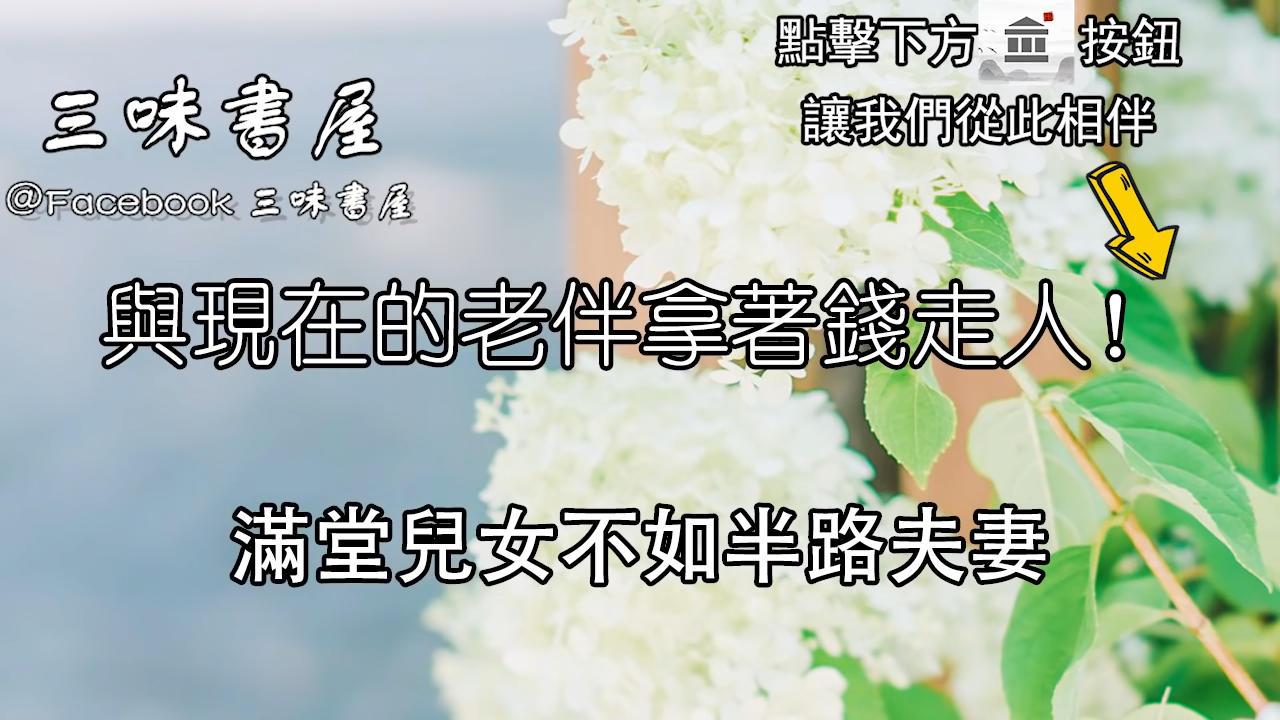 三味書屋
@Facebook 三味書屋
點擊下方 按鈕
讓我們從此相伴
與現在的老伴拿著錢走人!
滿堂兒女不如半路夫妻